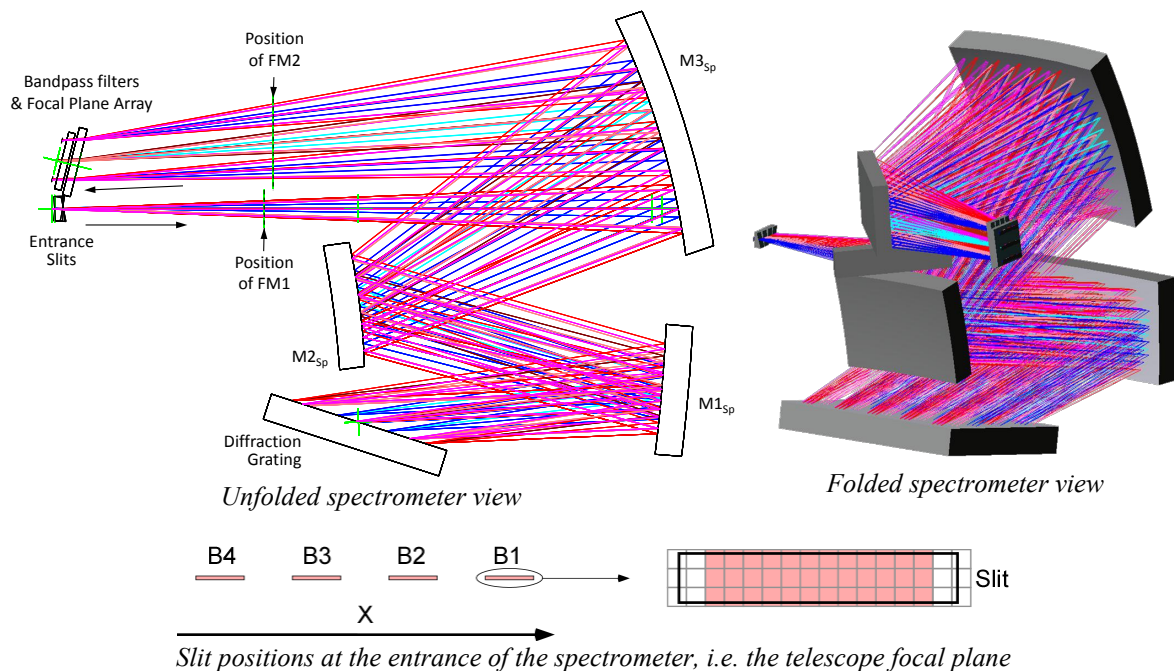 Position
of FM2
Bandpass filters
& Focal Plane Array
M3Sp
Entrance
Slits
Position
of FM1
M2Sp
M1Sp
Diffraction
Grating
Unfolded spectrometer view
Folded spectrometer view
B4 B3 B2 B1
Slit
X
Slit positions at the entrance of the spectrometer, i.e. the telescope focal plane